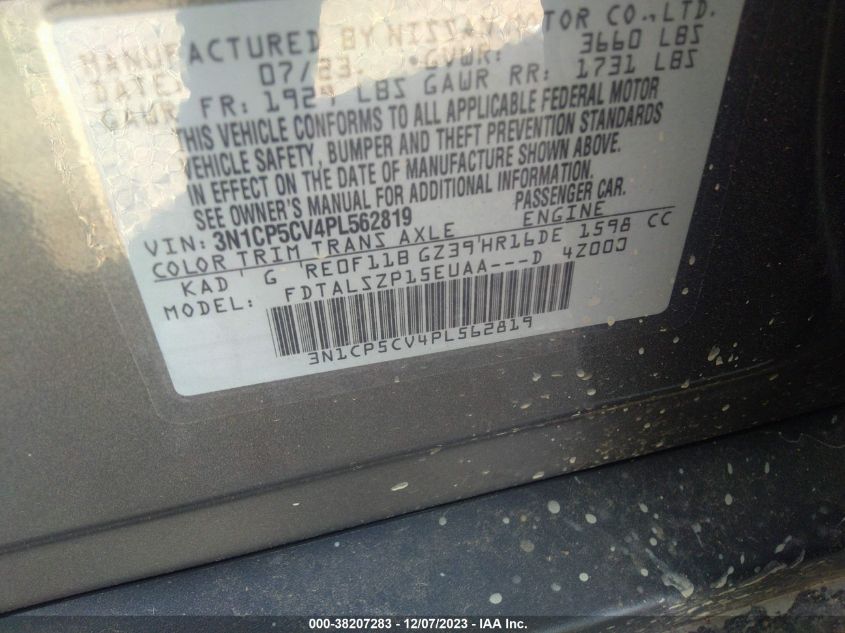 MANUFACTURED BY NISSAN MOTOR CO.,LTD.
DATE: 07/23 GVWR: 3660 LBS
GAWR FR: 1929 LBS GAWR RR: 1731 LBS
THIS VEHICLE CONFORMS TO ALL APPLICABLE FEDERAL MOTOR
VEHICLE SAFETY, BUMPER AND THEFT PREVENTION STANDARDS
IN EFFECT ON THE DATE OF MANUFACTURE SHOWN ABOVE.
SEE OWNER'S MANUAL FOR ADDITIONAL INFORMATION.
VIN: 3N1CP5CV4PL562819 PASSENGER CAR.
COLOR TRIM TRANS AXLE ENGINE
KAD G RE0F11B GZ39 HR16DE 1598 CC
MODEL: FDTALSZP15EUAA---D 4Z00J
3N1CP5CV4PL562819
000-38207283 - 12/07/2023 - IAA Inc.